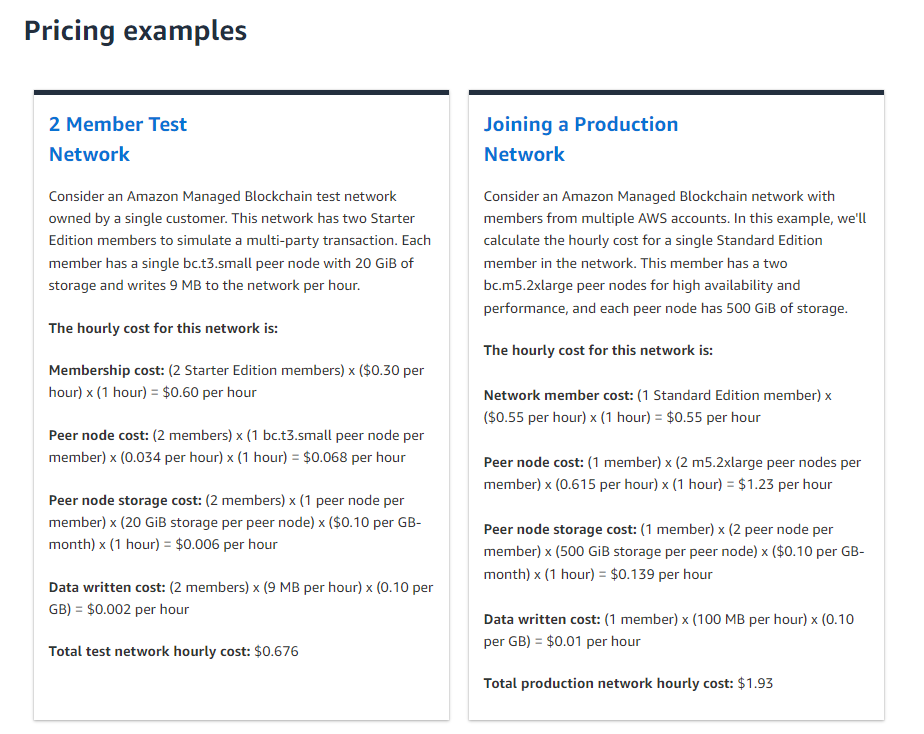 Pricing examples
2 Member Test
Network
Consider an Amazon Managed Blockchain test network
owned by a single customer. This network has two Starter
Edition members to simulate a multi-party transaction. Each
member has a single bc.t3.small peer node with 20 GiB of
storage and writes 9 MB to the network per hour.
The hourly cost for this network is:
Membership cost: (2 Starter Edition members) x ($0.30 per
hour) x (1 hour) = $0.60 per hour
Peer node cost: (2 members) x (1 bc.t3.small peer node per
member) x (0.034 per hour) x (1 hour) = $0.068 per hour
Peer node storage cost: (2 members) x (1 peer node per
member) x (20 GiB storage per peer node) x ($0.10 per GB-
month) x (1 hour) = $0.006 per hour
Data written cost: (2 members) x (9 MB per hour) x (0.10 per
GB) = $0.002 per hour
Total test network hourly cost: $0.676
Joining a Production
Network
Consider an Amazon Managed Blockchain network with
members from multiple AWS accounts. In this example, we'll
calculate the hourly cost for a single Standard Edition
member in the network. This member has a two
bc.m5.2xlarge peer nodes for high availability and
performance, and each peer node has 500 GiB of storage.
The hourly cost for this network is:
Network member cost: (1 Standard Edition member) x
($0.55 per hour) x (1 hour) = $0.55 per hour
Peer node cost: (1 member) x (2 m5.2xlarge peer nodes per
member) x (0.615 per hour) x (1 hour) = $1.23 per hour
Peer node storage cost: (1 member) x (2 peer node per
member) x (500 GiB storage per peer node) x ($0.10 per GB-
month) x (1 hour) = $0.139 per hour
Data written cost: (1 member) x (100 MB per hour) x (0.10
per GB) = $0.01 per hour
Total production network hourly cost: $1.93